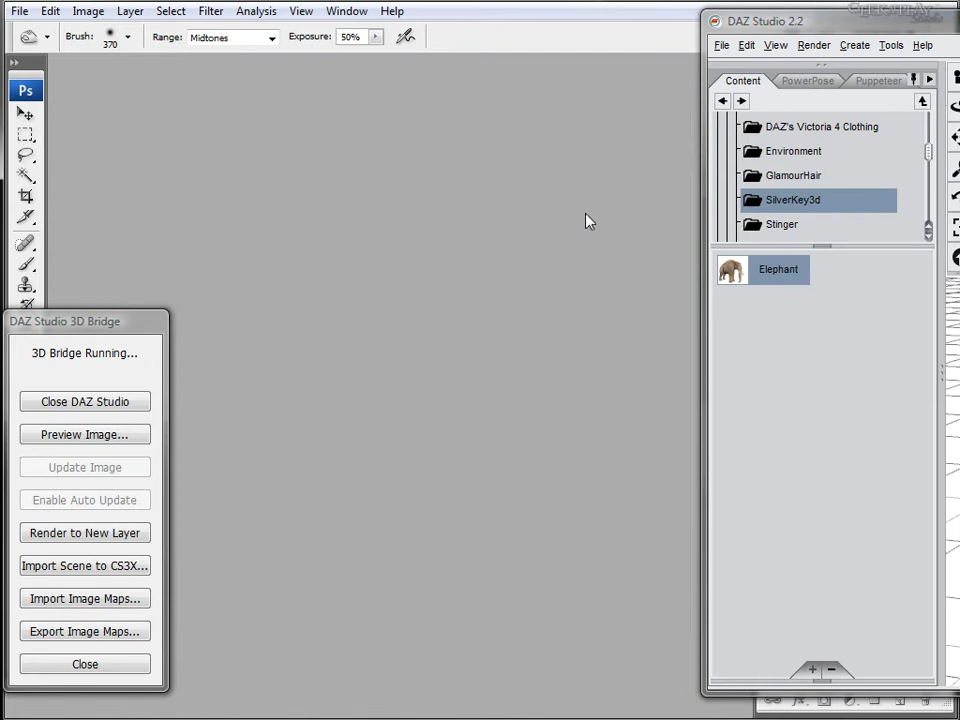 File Edit Image Layer Select Filter Analysis View Window Help
Brush: 370 Range: Midtones Exposure: 50%
Ps
DAZ Studio 3D Bridge
3D Bridge Running...
Close DAZ Studio
Preview Image...
Update Image
Enable Auto Update
Render to New Layer
Import Scene to CS3X...
Import Image Maps...
Export Image Maps...
Close
DAZ Studio 2.2
File Edit View Render Create Tools Help
Content PowerPose Puppeteer
DAZ's Victoria 4 Clothing
Environment
GlamourHair
SilverKey3d
Stinger
Elephant